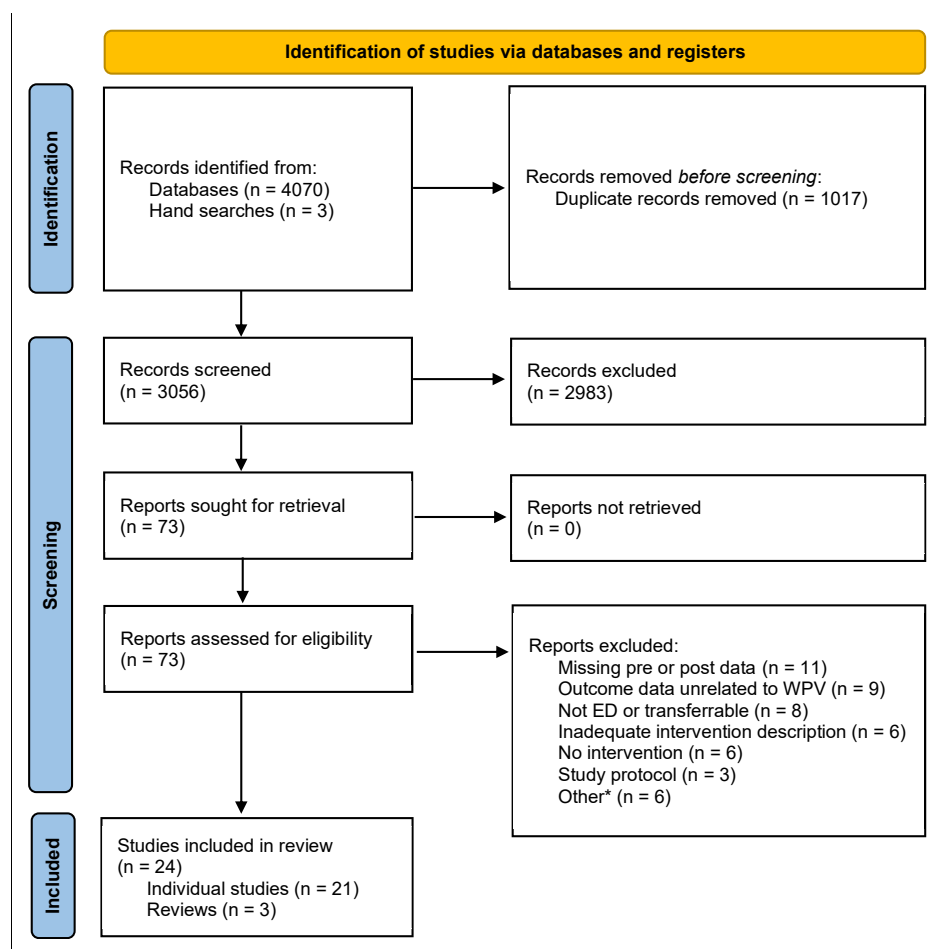 Identification of studies via databases and registers
Identification
Records identified from:
Databases (n = 4070)
Hand searches (n = 3)
Records removed before screening:
Duplicate records removed (n = 1017)
Screening
Records screened
(n = 3056)
Records excluded
(n = 2983)
Reports sought for retrieval
(n = 73)
Reports not retrieved
(n = 0)
Reports assessed for eligibility
(n = 73)
Reports excluded:
Missing pre or post data (n = 11)
Outcome data unrelated to WPV (n = 9)
Not ED or transferrable (n = 8)
Inadequate intervention description (n = 6)
No intervention (n = 6)
Study protocol (n = 3)
Other* (n = 6)
Included
Studies included in review
(n = 24)
Individual studies (n = 21)
Reviews (n = 3)